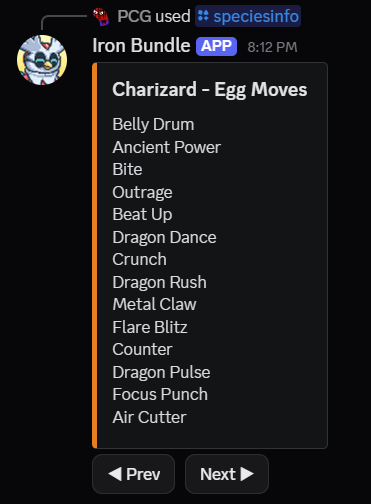 PCG used speciesinfo
Iron Bundle APP 8:12 PM
Charizard - Egg Moves
Belly Drum
Ancient Power
Bite
Outrage
Beat Up
Dragon Dance
Crunch
Dragon Rush
Metal Claw
Flare Blitz
Counter
Dragon Pulse
Focus Punch
Air Cutter
◀ Prev Next ▶